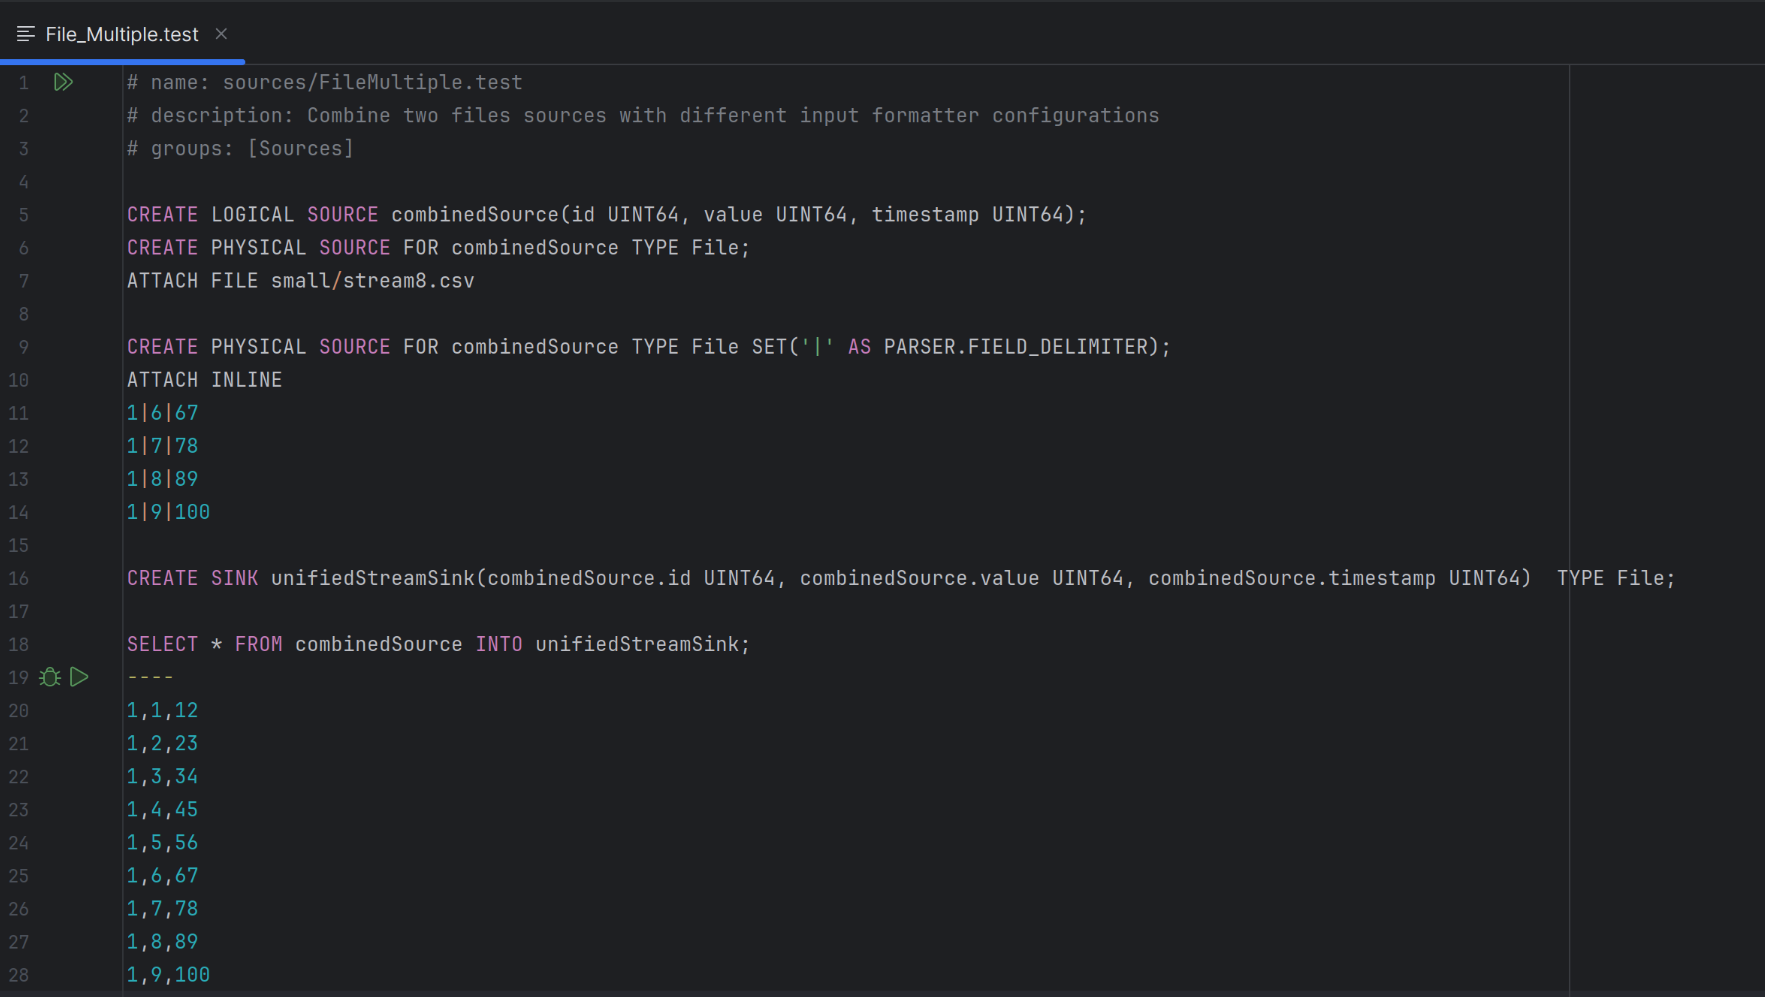 File_Multiple.test
1 # name: sources/FileMultiple.test
2 # description: Combine two files sources with different input formatter configurations
3 # groups: [Sources]
4
5 CREATE LOGICAL SOURCE combinedSource(id UINT64, value UINT64, timestamp UINT64);
6 CREATE PHYSICAL SOURCE FOR combinedSource TYPE File;
7 ATTACH FILE small/stream8.csv
8
9 CREATE PHYSICAL SOURCE FOR combinedSource TYPE File SET('|' AS PARSER.FIELD_DELIMITER);
10 ATTACH INLINE
11 1|6|67
12 1|7|78
13 1|8|89
14 1|9|100
15
16 CREATE SINK unifiedStreamSink(combinedSource.id UINT64, combinedSource.value UINT64, combinedSource.timestamp UINT64)  TYPE File;
17
18 SELECT * FROM combinedSource INTO unifiedStreamSink;
19 ----
20 1,1,12
21 1,2,23
22 1,3,34
23 1,4,45
24 1,5,56
25 1,6,67
26 1,7,78
27 1,8,89
28 1,9,100